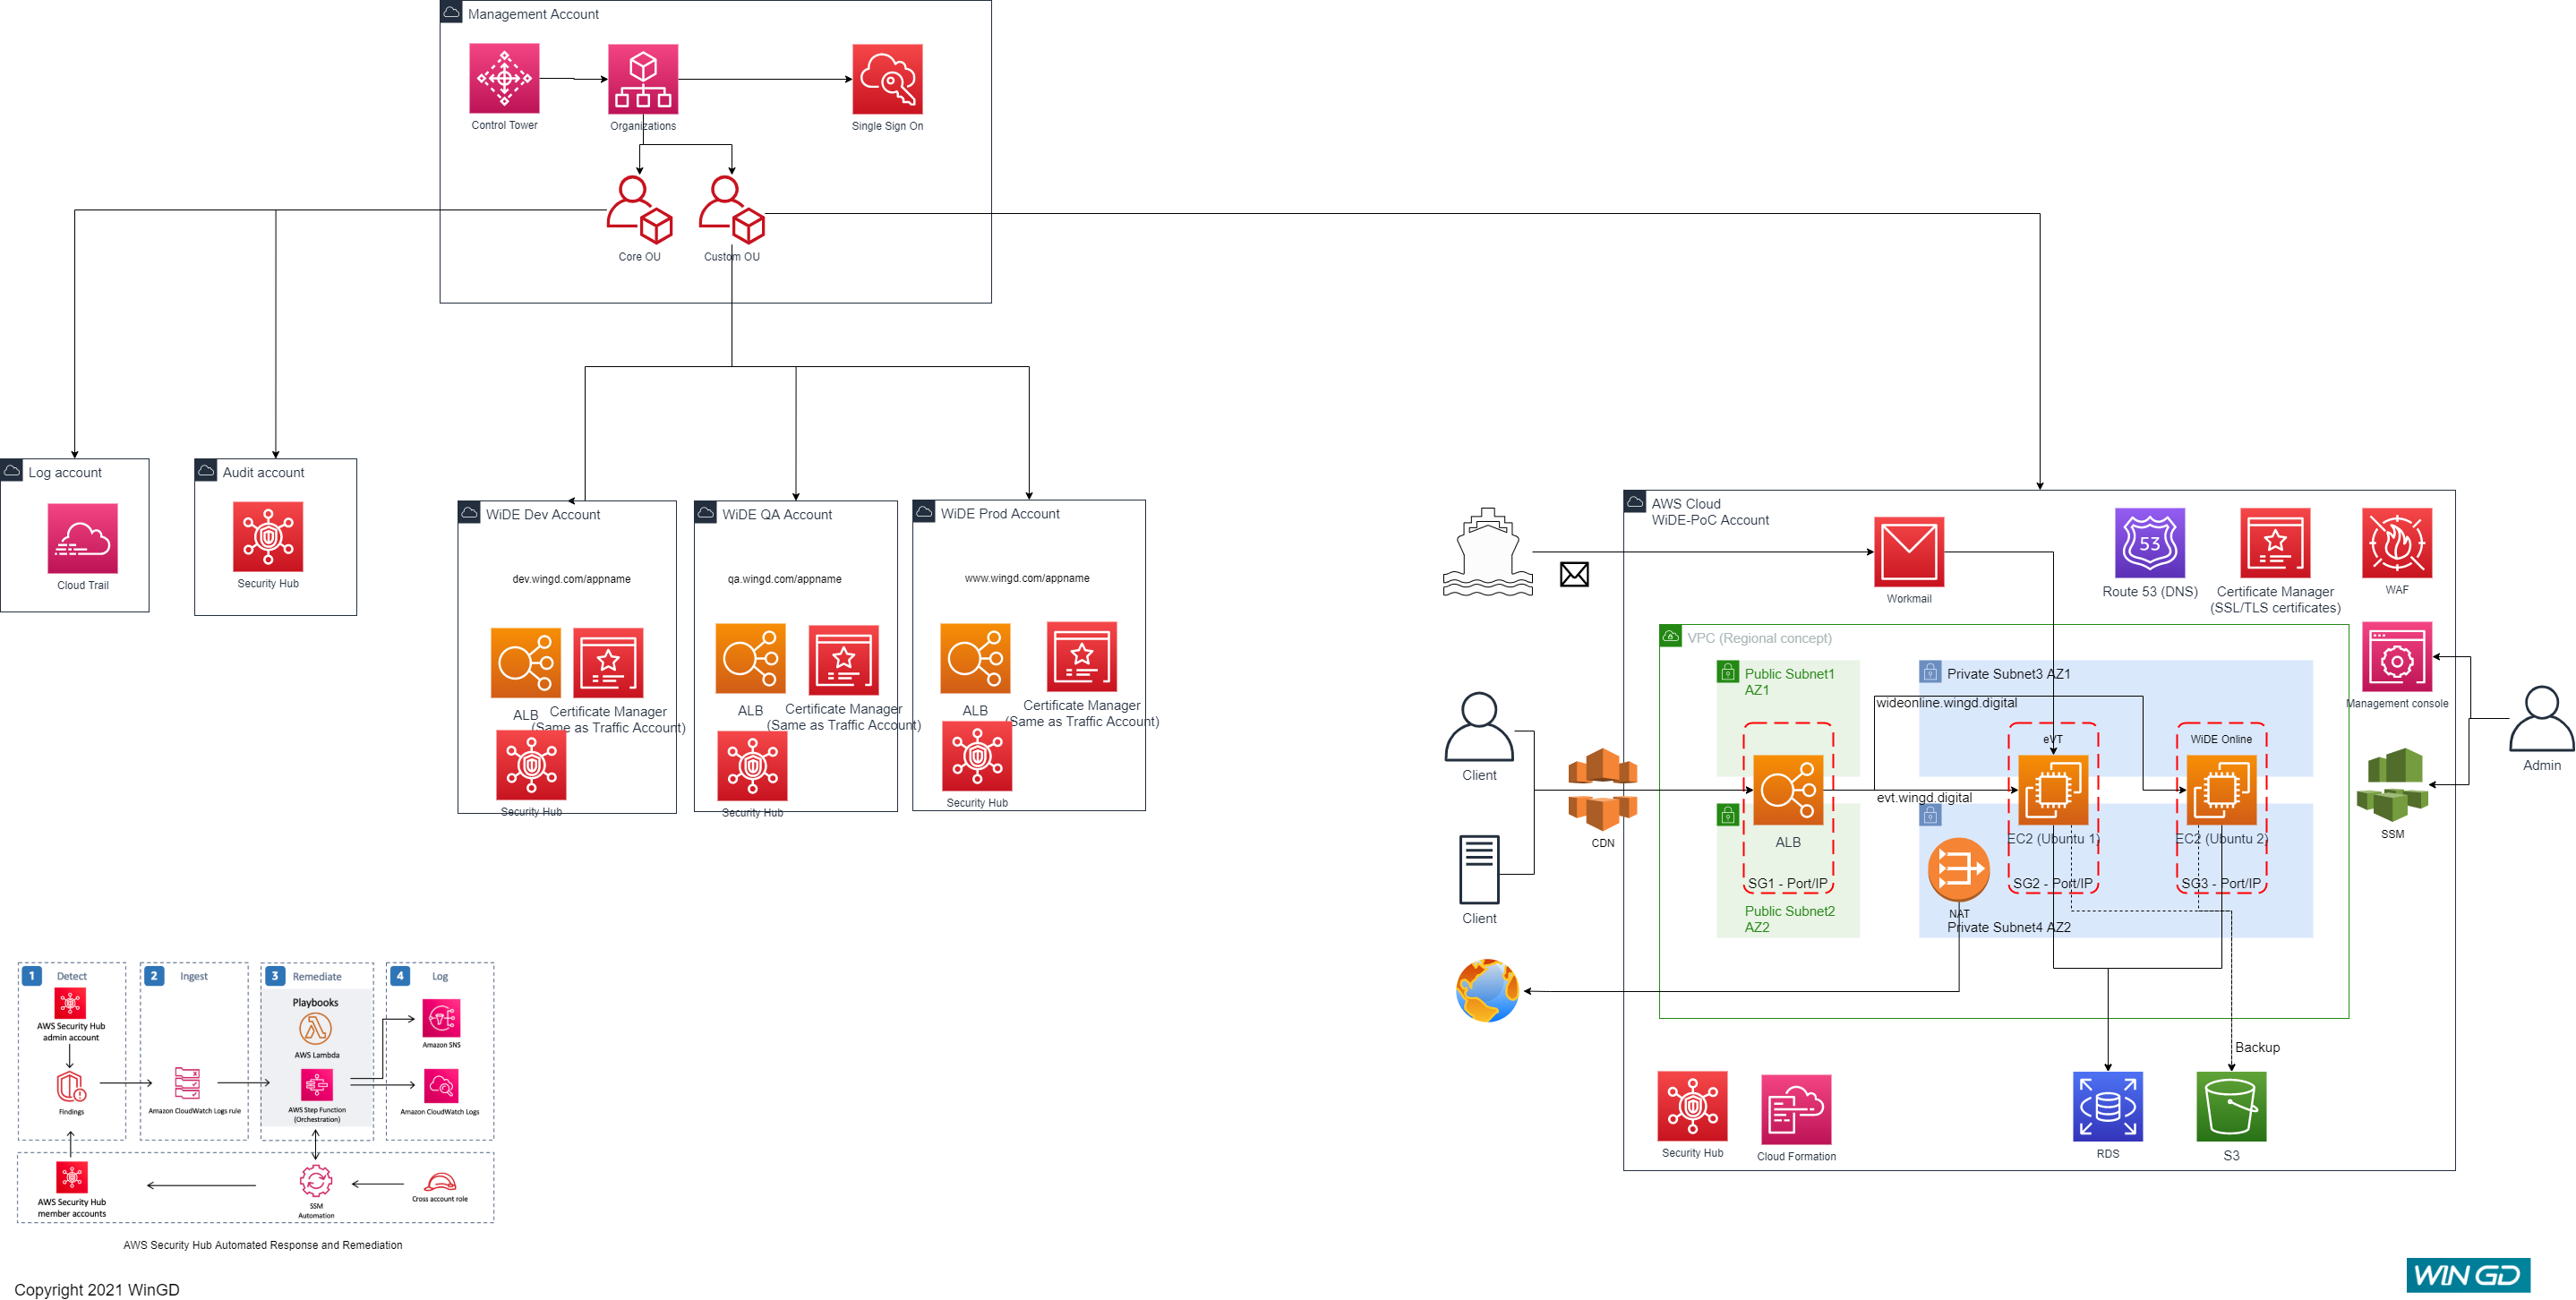 Management Account
Control Tower
Organizations
Single Sign On
Core OU
Custom OU
Log account
Cloud Trail
Audit account
Security Hub
WiDE Dev Account
dev.wingd.com/appname
ALB
Certificate Manager
(Same as Traffic Account)
Security Hub
WiDE QA Account
qa.wingd.com/appname
ALB
Certificate Manager
(Same as Traffic Account)
Security Hub
WiDE Prod Account
www.wingd.com/appname
ALB
Certificate Manager
(Same as Traffic Account)
Security Hub
AWS Cloud
WiDE-PoC Account
Workmail
53
Route 53 (DNS)
Certificate Manager
(SSL/TLS certificates)
WAF
VPC (Regional concept)
Management console
Public Subnet1
AZ1
Private Subnet3 AZ1
wideonline.wingd.digital
eVT
WiDE Online
Client
Admin
evt.wingd.digital
CDN
ALB
EC2 (Ubuntu 1)
EC2 (Ubuntu 2)
SSM
SG1 - Port/IP
SG2 - Port/IP
SG3 - Port/IP
Client
Public Subnet2
AZ2
NAT
Private Subnet4 AZ2
Backup
Security Hub
Cloud Formation
RDS
S3
1 Detect
2 Ingest
3 Remediate
4 Log
AWS Security Hub
admin account
Findings
Amazon CloudWatch Logs rule
Playbooks
AWS Lambda
AWS Step Function
(Orchestration)
Amazon SNS
Amazon CloudWatch Logs
AWS Security Hub
member accounts
SSM
Automation
Cross account role
AWS Security Hub Automated Response and Remediation
Copyright 2021 WinGD
WIN GD